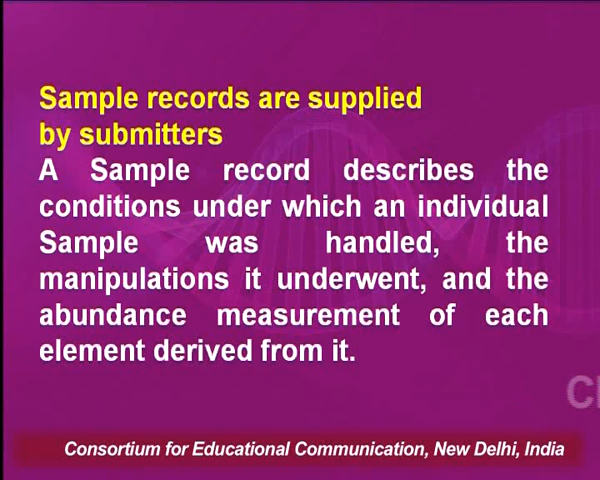 Sample records are supplied
by submitters
A Sample record describes the
conditions under which an individual
Sample was handled, the
manipulations it underwent, and the
abundance measurement of each
element derived from it.
Consortium for Educational Communication, New Delhi, India